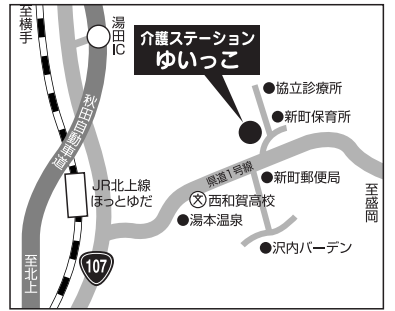 至横手
湯田IC
介護ステーション
ゆいっこ
協立診療所
新町保育所
秋田自動車道
県道1号線
新町郵便局
JR北上線
ほっとゆだ
文
西和賀高校
至盛岡
湯本温泉
沢内バーデン
至北上
107